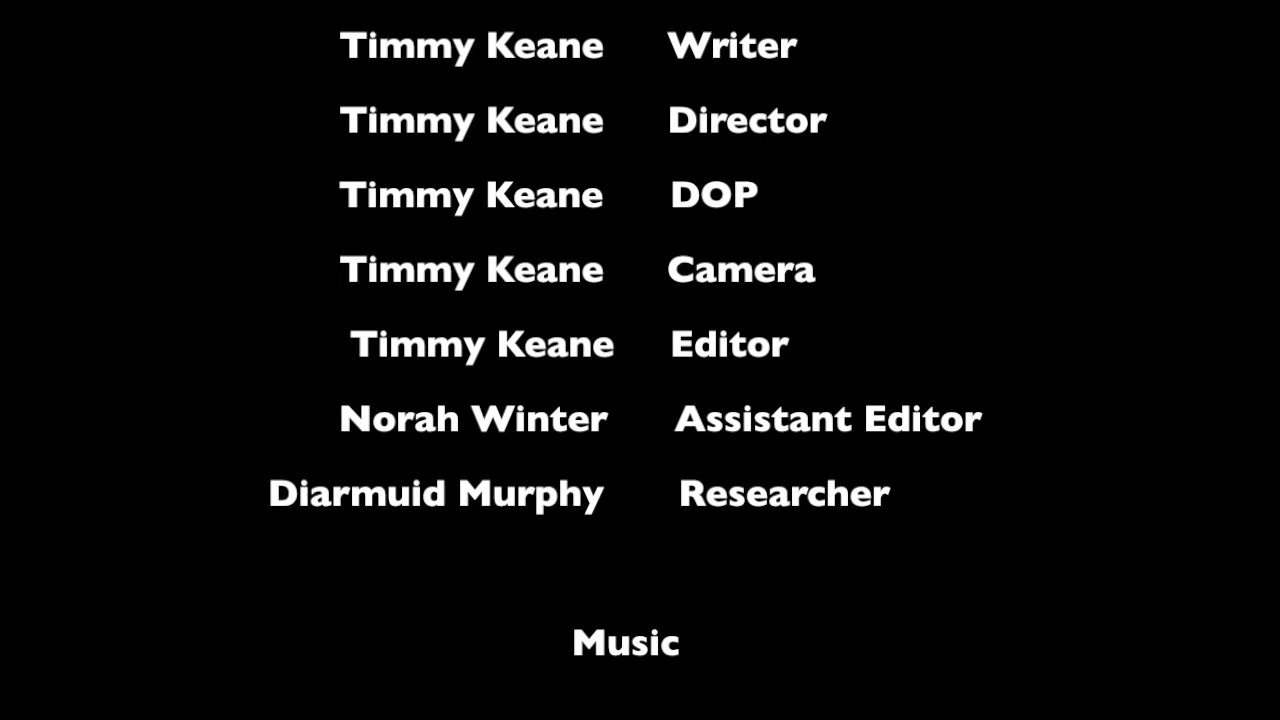 Timmy Keane Writer
Timmy Keane Director
Timmy Keane DOP
Timmy Keane Camera
Timmy Keane Editor
Norah Winter Assistant Editor
Diarmuid Murphy Researcher
Music